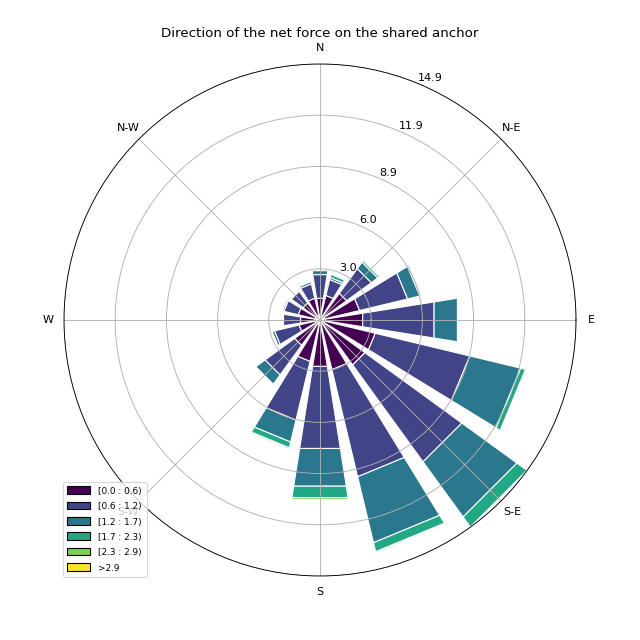 Direction of the net force on the shared anchor
N
14.9
N-W
N-E
11.9
8.9
6.0
3.0
W
E
[0.0 : 0.6)
[0.6 : 1.2)
S-W
[1.2 : 1.7)
S-E
[1.7 : 2.3)
[2.3 : 2.9)
>2.9
S